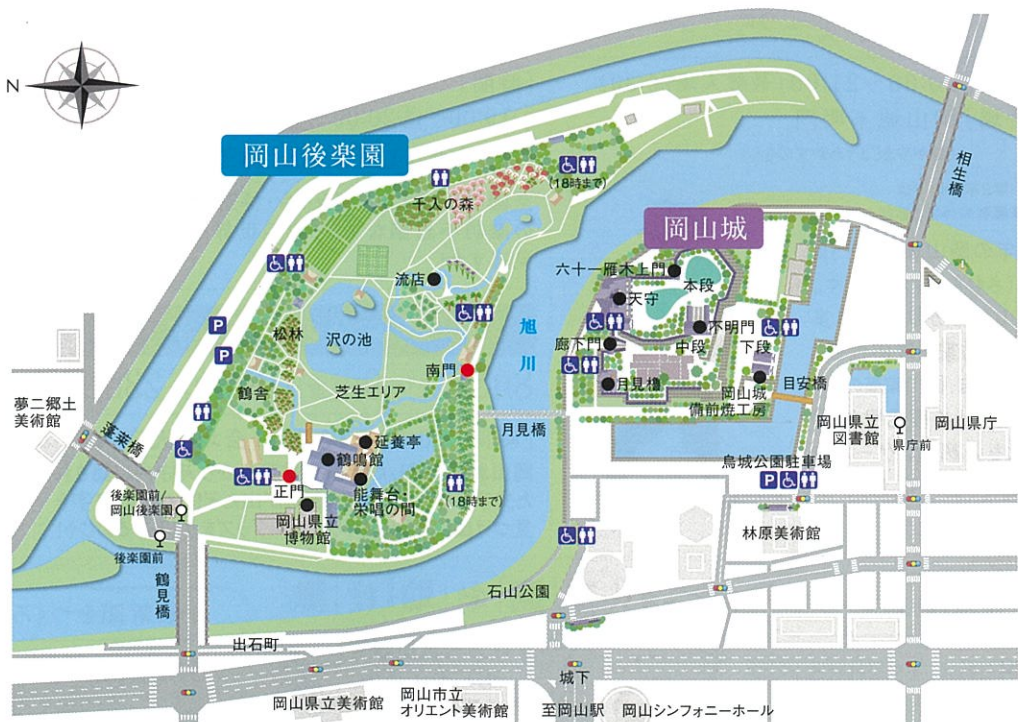 N
岡山後楽園
千入の森
(18時まで)
相生橋
岡山城
六十一雁木上門
本段
流店
天守
旭川
不明門
廊下門
中段
下段
松林
沢の池
P
P
南門
月見櫓
岡山城
備前焼工房
目安橋
鶴舎
芝生エリア
夢二郷土
美術館
蓬莱橋
月見橋
岡山県立
図書館
岡山県庁
県庁前
延養亭
鶴鳴館
烏城公園駐車場
P
正門
能舞台・
栄唱の間
(18時まで)
後楽園前/
岡山後楽園
岡山県立
博物館
林原美術館
後楽園前
鶴見橋
石山公園
出石町
城下
岡山県立美術館
岡山市立
オリエント美術館
至岡山駅
岡山シンフォニーホール